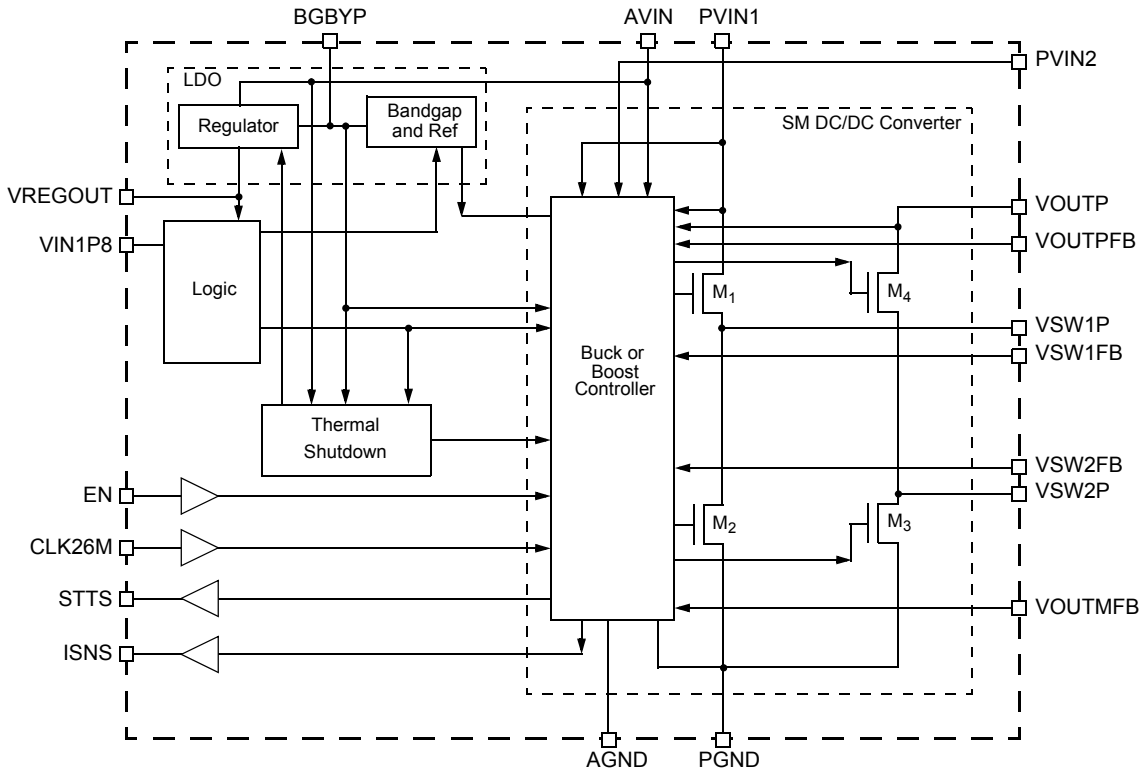 BGBYP
AVIN
PVIN1
PVIN2
LDO
Regulator
Bandgap
and Ref
SM DC/DC Converter
VREGOUT
VIN1P8
Logic
VOUTP
VOUTPFB
M1
M4
VSW1P
VSW1FB
Buck or
Boost
Controller
Thermal
Shutdown
VSW2FB
VSW2P
EN
M2
M3
CLK26M
STTS
VOUTMFB
ISNS
AGND
PGND